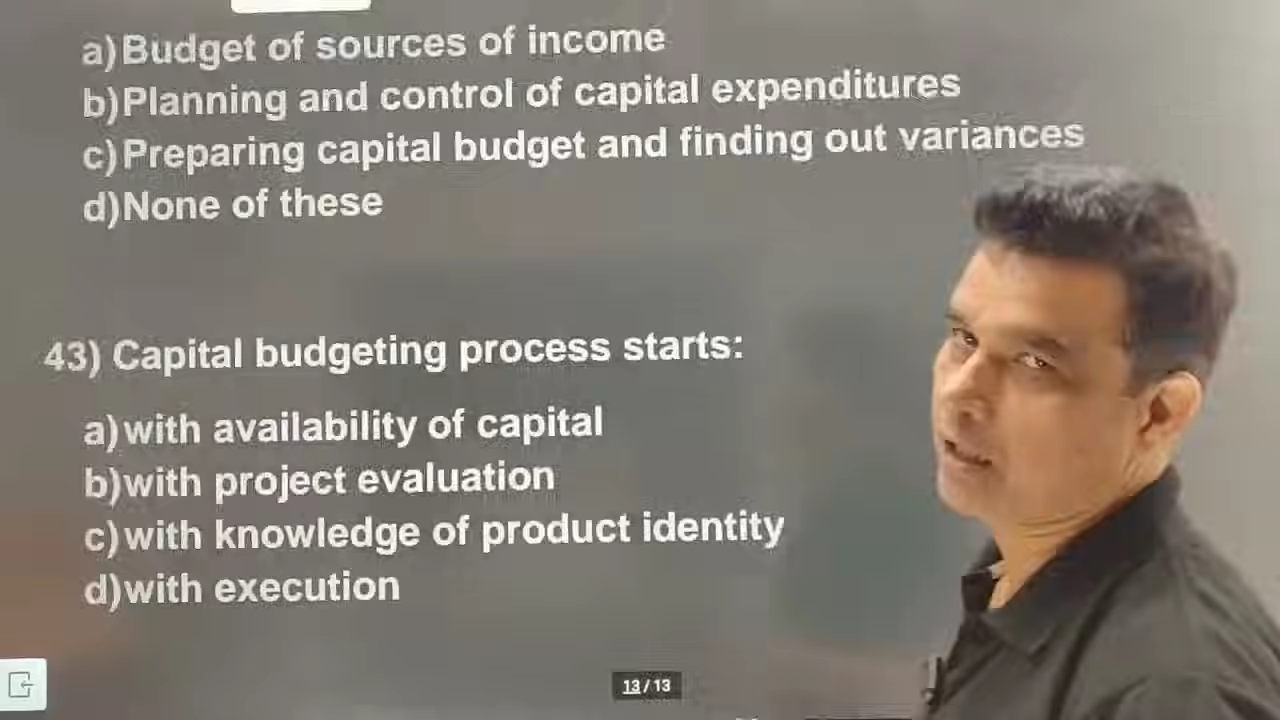 a)Budget of sources of income
b)Planning and control of capital expenditures
c)Preparing capital budget and finding out variances
d)None of these
43) Capital budgeting process starts:
a)with availability of capital
b)with project evaluation
c)with knowledge of product identity
d)with execution
13/13